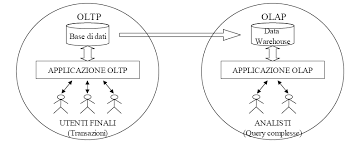 OLTP
Base di dati
APPLICAZIONE OLTP
UTENTI FINALI
(Transazioni)
OLAP
Data
Warehouse
APPLICAZIONE OLAP
ANALISTI
(Query complesse)